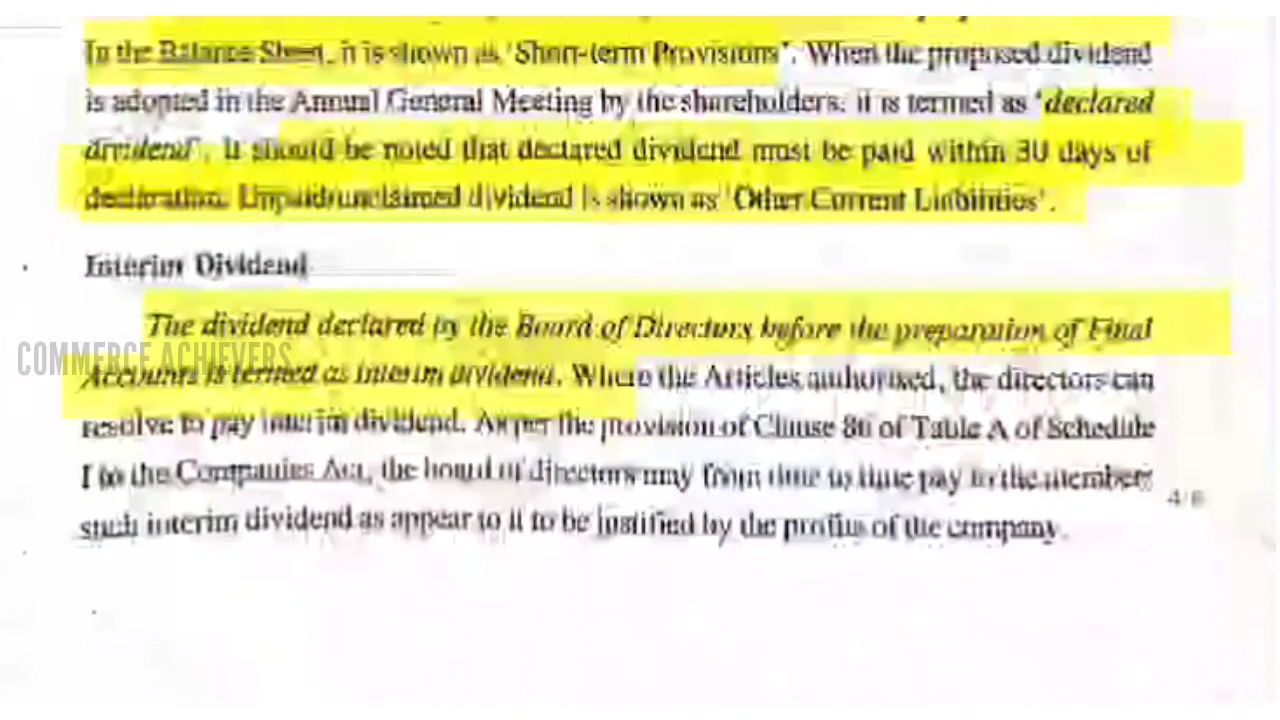 In the Balance Sheet, it is shown as 'Short-term Provisions'. When the proposed dividend
is adopted in the Annual General Meeting by the shareholders, it is termed as 'declared
dividend'. It should be noted that declared dividend must be paid within 30 days of
declaration. Unpaid/unclaimed dividend is shown as 'Other Current Liabilities'.
Interim Dividend
The dividend declared by the Board of Directors before the preparation of Final
COMMERCE ACHIEVERS
Accounts is termed as interim dividend. Where the Articles authorised, the directors can
resolve to pay interim dividend. As per the provision of Clause 86 of Table A of Schedule
I to the Companies Act, the board of directors may from time to time pay to the members
such interim dividend as appear to it to be justified by the profits of the company.